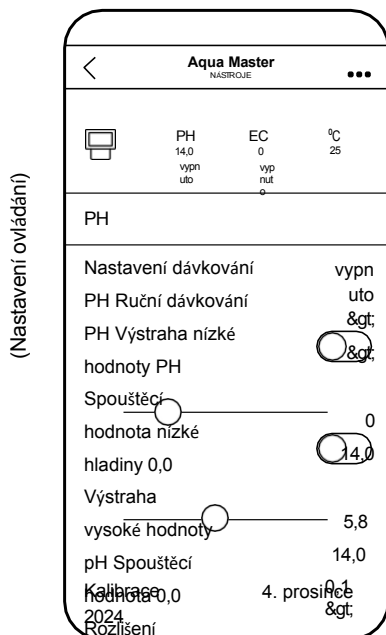 (Nastavení ovládání)
Aqua Master
NÁSTROJE
PH EC ⁰C
14,0 0 25
vypn vyp
uto nut
o
PH
Nastavení dávkování vypn
PH Ruční dávkování uto
&gt;
PH Výstraha nízké
&gt;
hodnoty PH
Spouštěcí
0
hodnota nízké
14,0
hladiny 0,0
Výstraha
vysoké hodnoty 5,8
pH Spouštěcí 14,0
hodnota 0,0 0,1
Kalibrace 4. prosince
2024 &gt;
Rozlišení